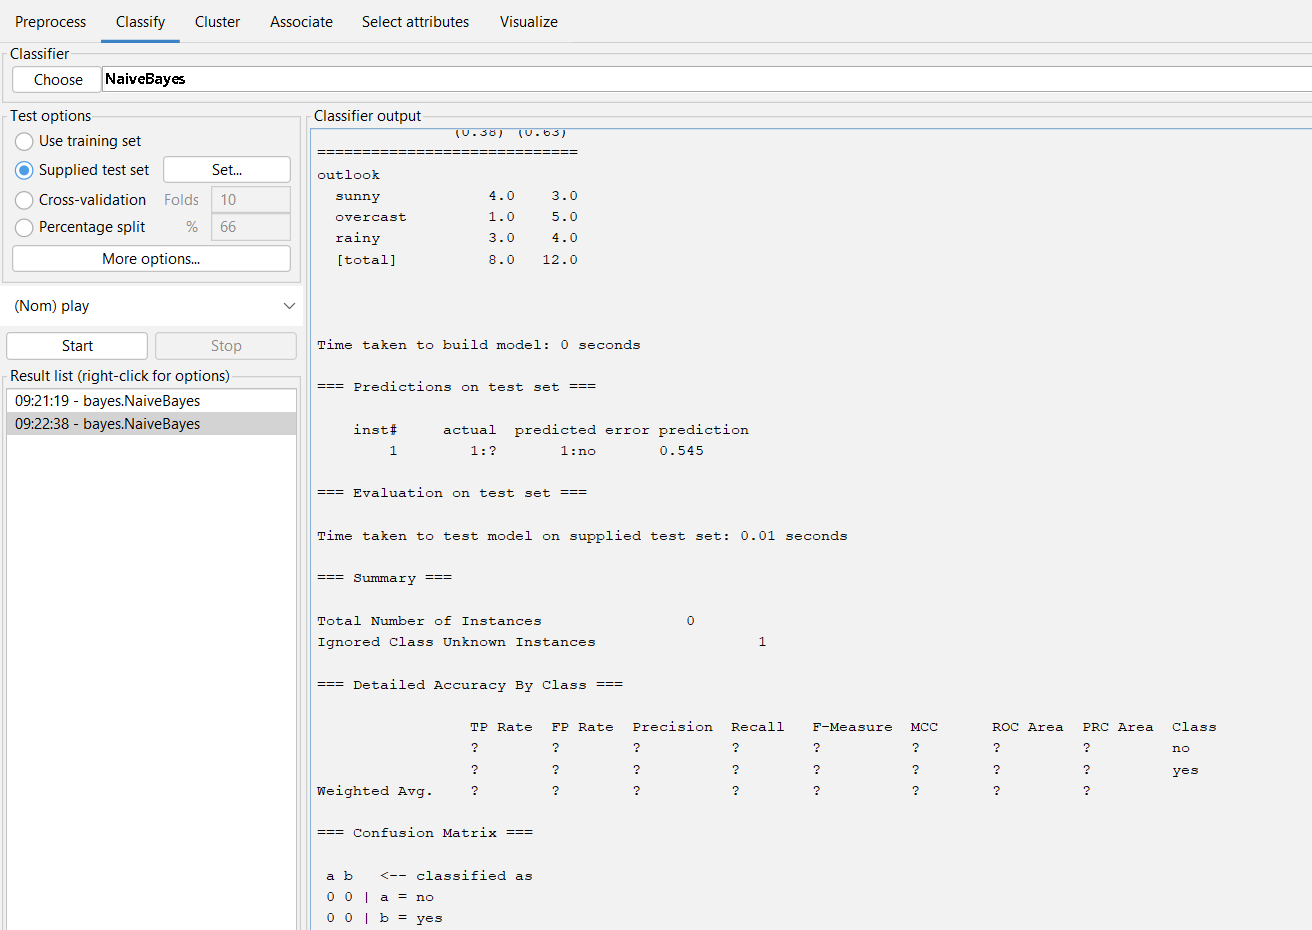 Preprocess Classify Cluster Associate Select attributes Visualize
Classifier
Choose NaiveBayes
Test options
Use training set
Supplied test set Set...
Cross-validation Folds 10
Percentage split % 66
More options...
(Nom) play
Start Stop
Result list (right-click for options)
09:21:19 - bayes.NaiveBayes
09:22:38 - bayes.NaiveBayes
Classifier output
(0.38) (0.63)
=============================
outlook
sunny 4.0 3.0
overcast 1.0 5.0
rainy 3.0 4.0
[total] 8.0 12.0
Time taken to build model: 0 seconds
=== Predictions on test set ===
inst# actual predicted error prediction
1 1:? 1:no 0.545
=== Evaluation on test set ===
Time taken to test model on supplied test set: 0.01 seconds
=== Summary ===
Total Number of Instances 0
Ignored Class Unknown Instances 1
=== Detailed Accuracy By Class ===
TP Rate FP Rate Precision Recall F-Measure MCC ROC Area PRC Area Class
? ? ? ? ? ? ? ? no
? ? ? ? ? ? ? ? yes
Weighted Avg. ? ? ? ? ? ? ? ?
=== Confusion Matrix ===
a b <-- classified as
0 0 | a = no
0 0 | b = yes